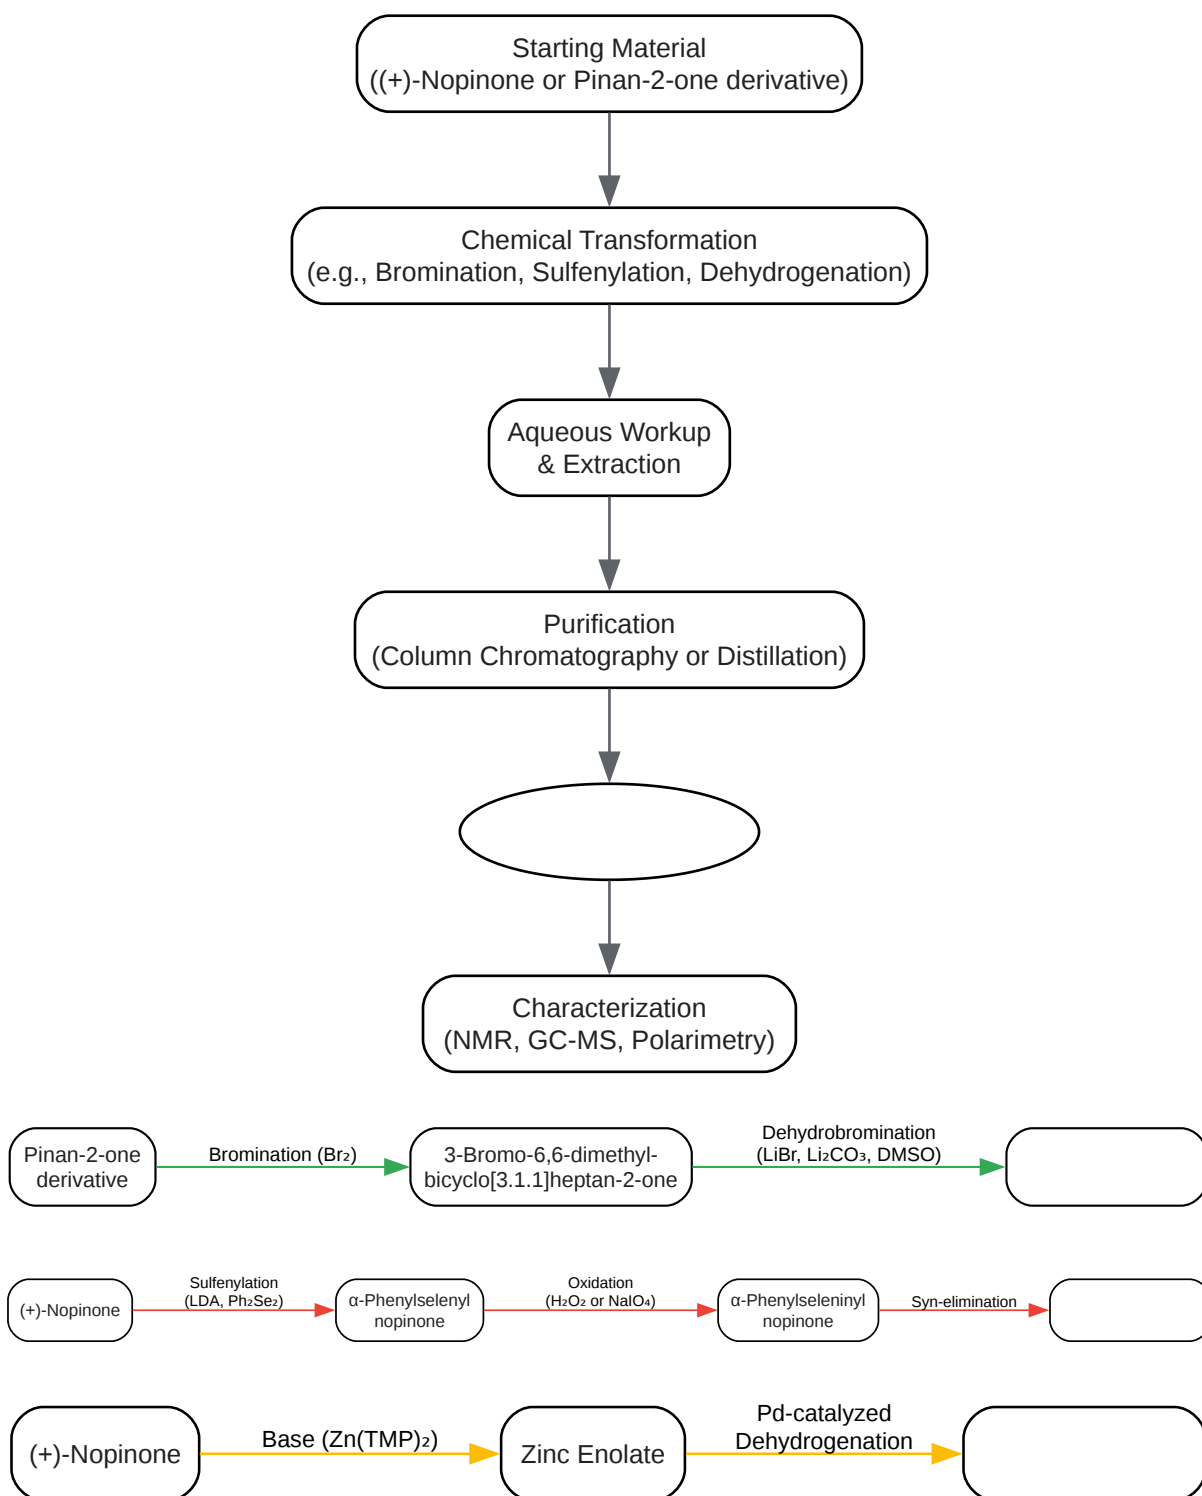 Starting Material
((+)-Nopinone or Pinan-2-one derivative)
Chemical Transformation
(e.g., Bromination, Sulfenylation, Dehydrogenation)
Aqueous Workup
& Extraction
Purification
(Column Chromatography or Distillation)
Characterization
(NMR, GC-MS, Polarimetry)
Pinan-2-one
derivative
Bromination (Br₂)
3-Bromo-6,6-dimethyl-
bicyclo[3.1.1]heptan-2-one
Dehydrobromination
(LiBr, Li₂CO₃, DMSO)
(+)-Nopinone
Sulfenylation
(LDA, Ph₂Se₂)
α-Phenylselenyl
nopinone
Oxidation
(H₂O₂ or NaIO₄)
α-Phenylseleninyl
nopinone
Syn-elimination
(+)-Nopinone
Base (Zn(TMP)₂)
Zinc Enolate
Pd-catalyzed
Dehydrogenation